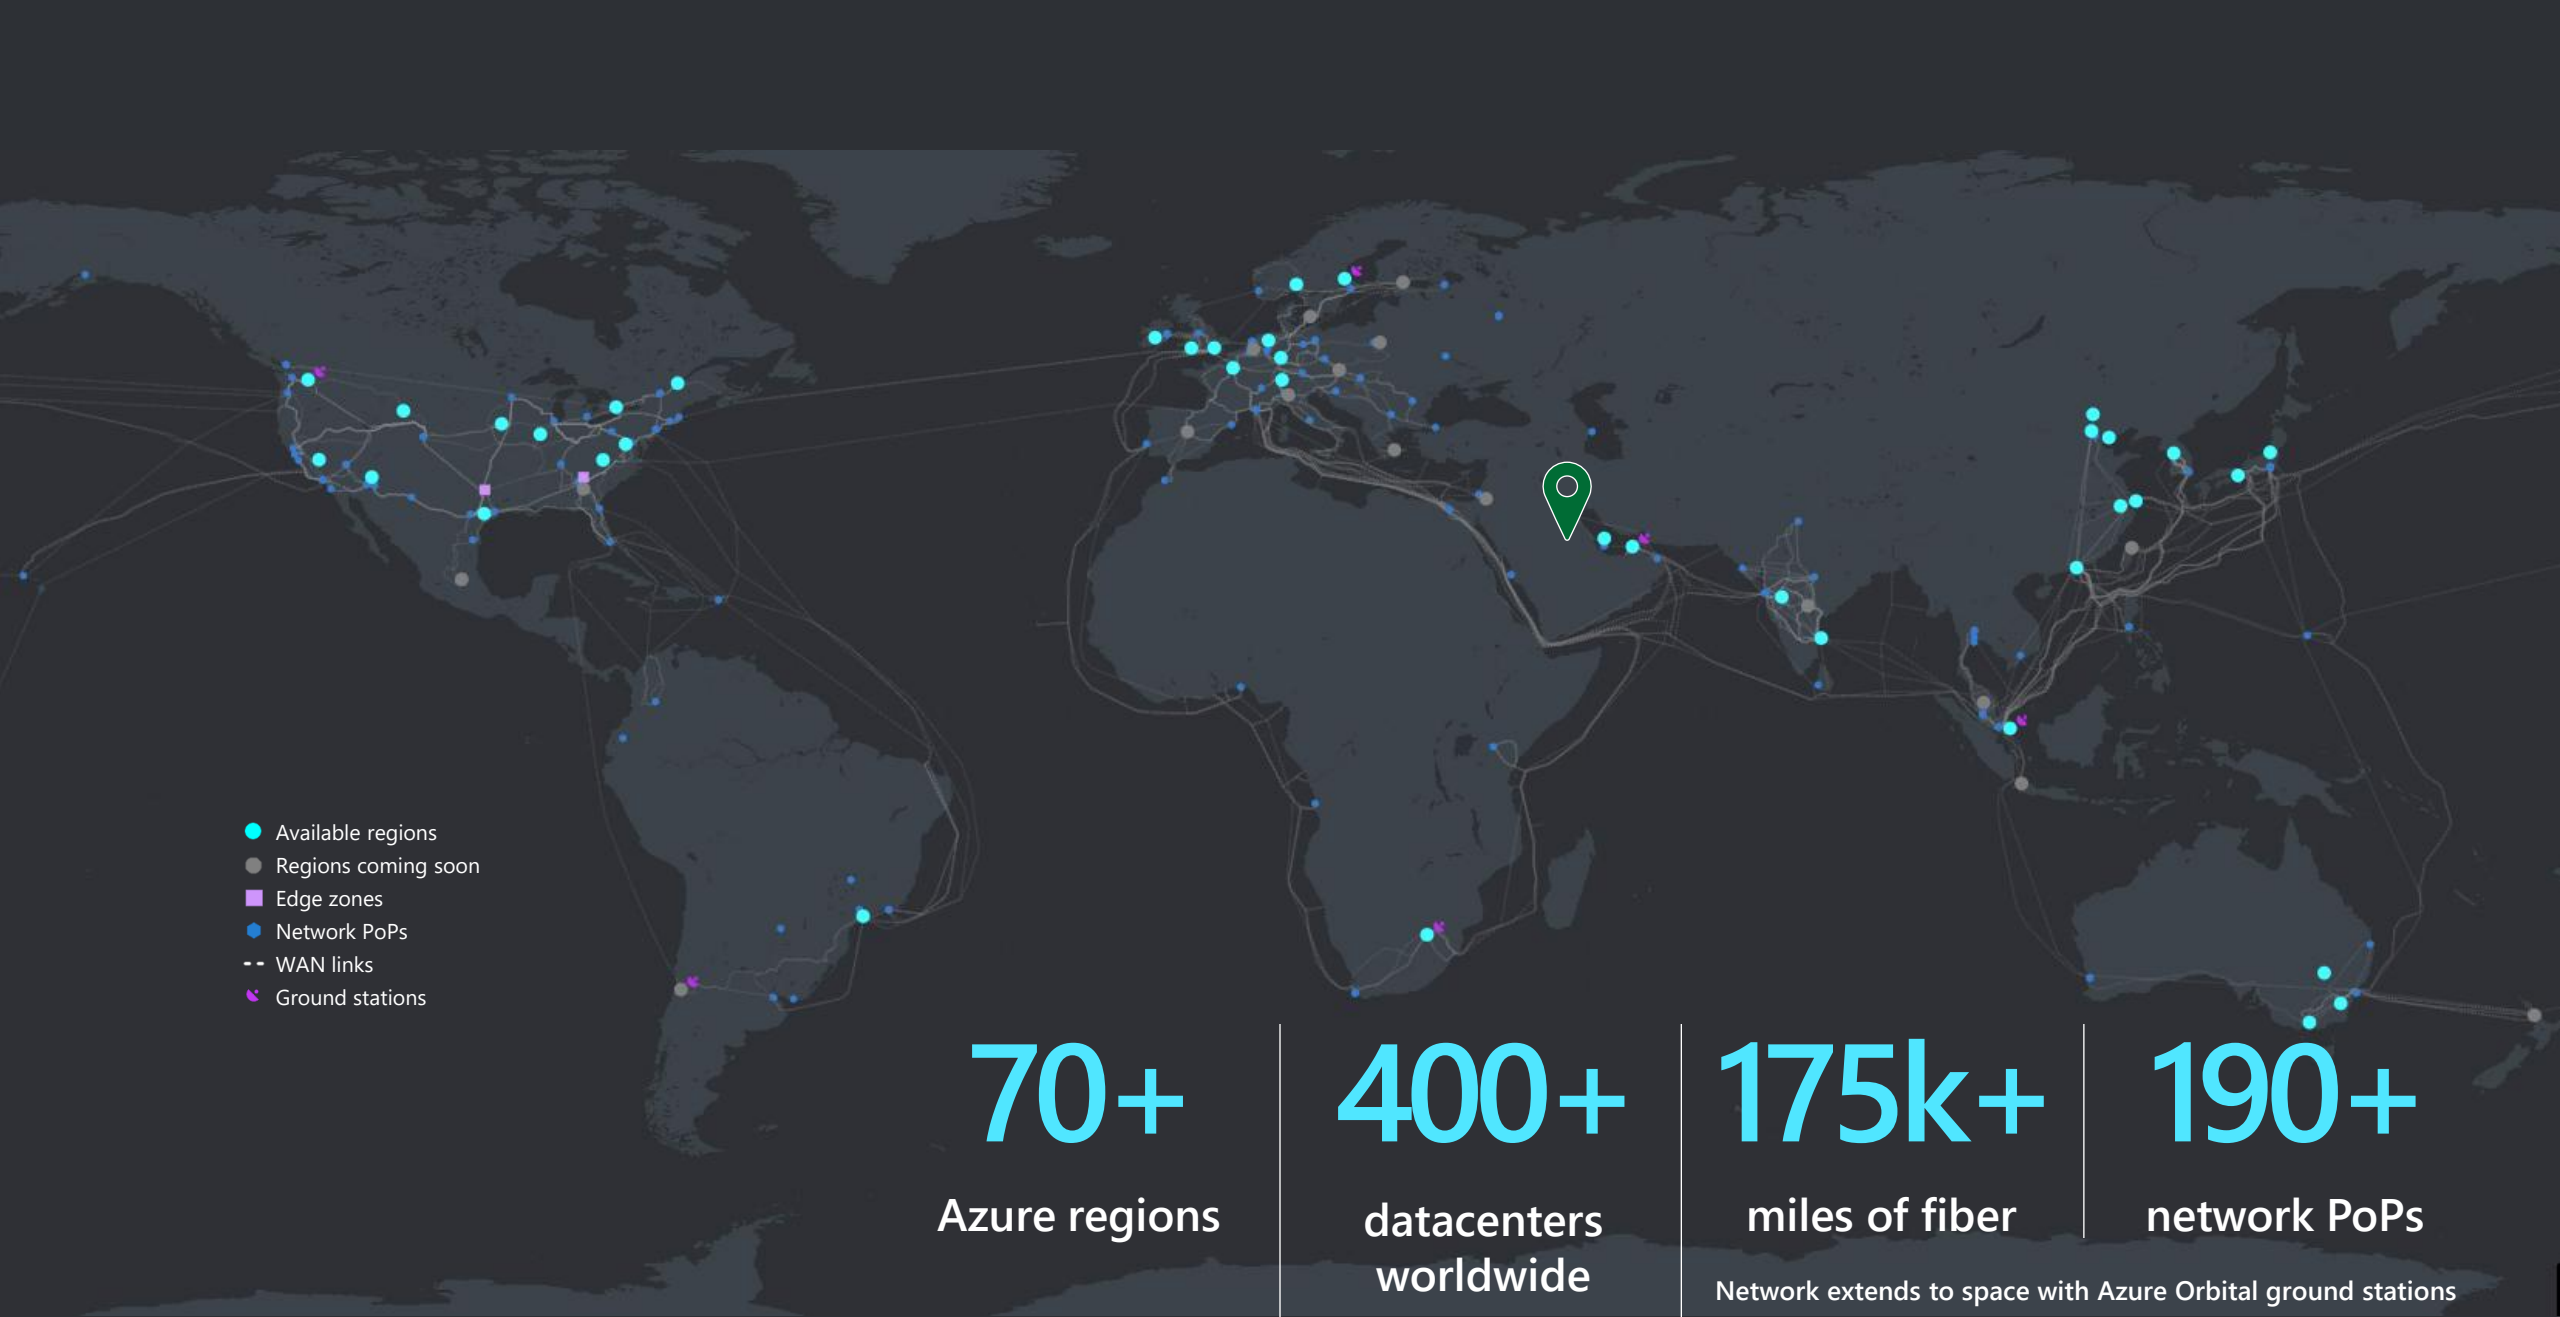 Available regions
Regions coming soon
Edge zones
Network PoPs
WAN links
Ground stations
70+
Azure regions
400+
datacenters
worldwide
175k+
miles of fiber
190+
network PoPs
Network extends to space with Azure Orbital ground stations